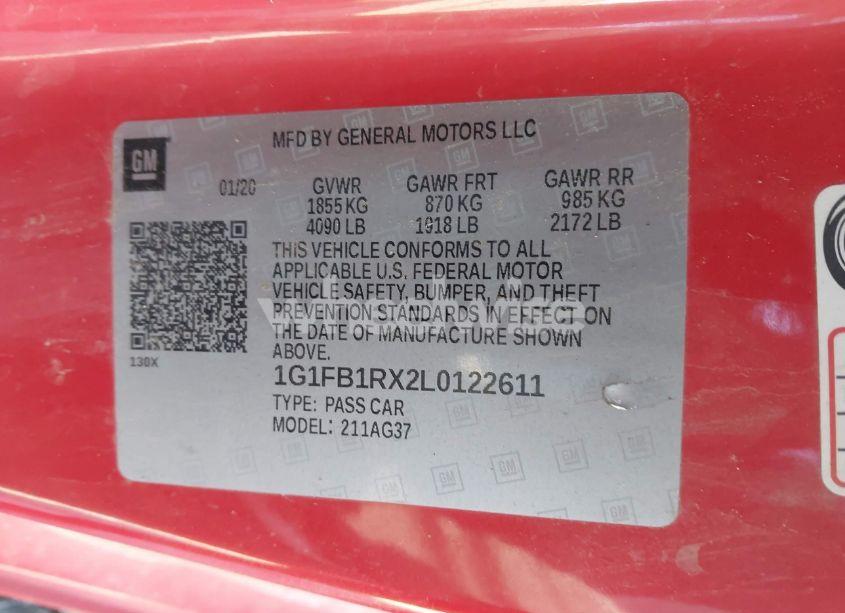 GM
MFD BY GENERAL MOTORS LLC
01/20
GVWR GAWR FRT GAWR RR
1855 KG 870 KG 985 KG
4090 LB 1918 LB 2172 LB
THIS VEHICLE CONFORMS TO ALL
APPLICABLE U.S. FEDERAL MOTOR
VEHICLE SAFETY, BUMPER, AND THEFT
PREVENTION STANDARDS IN EFFECT ON
THE DATE OF MANUFACTURE SHOWN
ABOVE.
130X
1G1FB1RX2L0122611
TYPE: PASS CAR
MODEL: 211AG37